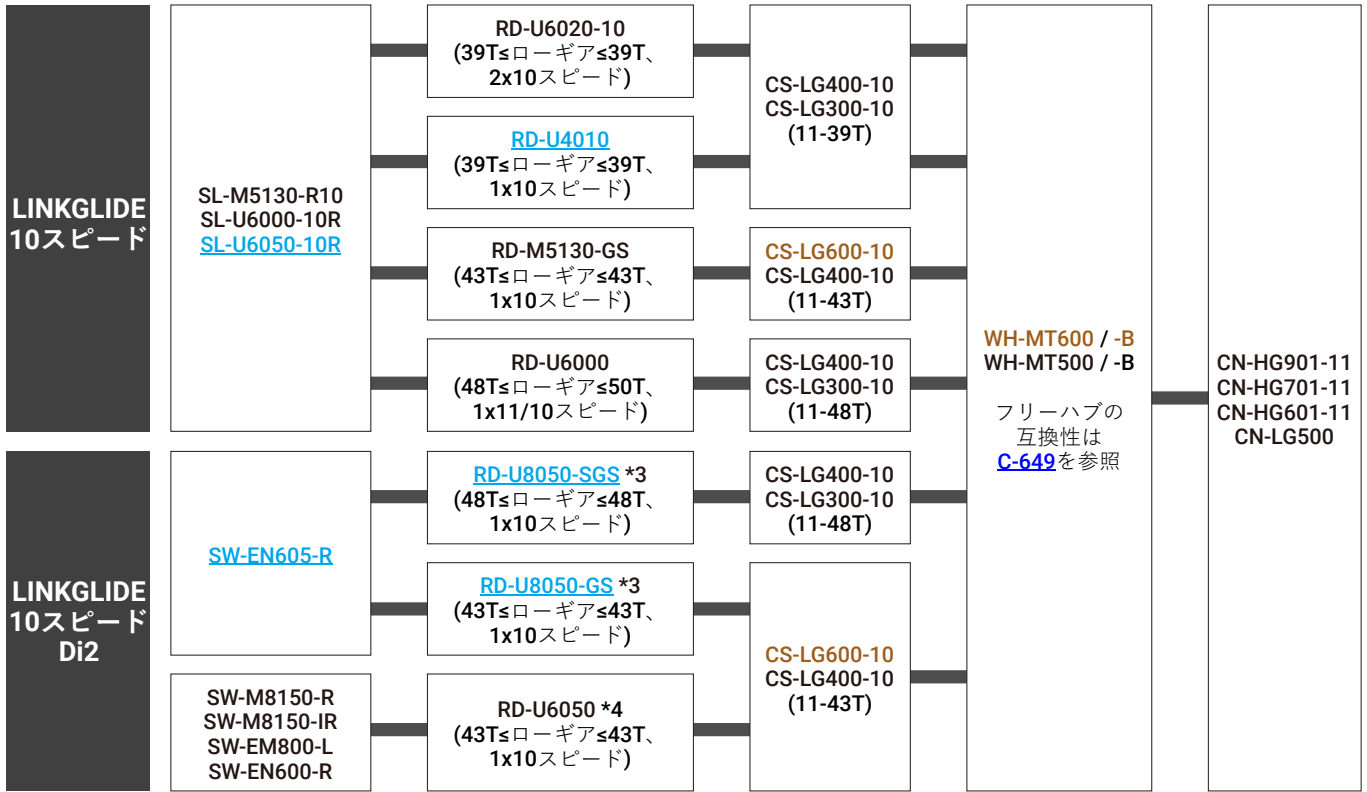 LINKGLIDE
10スピード
SL-M5130-R10
SL-U6000-10R
SL-U6050-10R
RD-U6020-10
(39T≤ローギア≤39T、
2x10スピード)
RD-U4010
(39T≤ローギア≤39T、
1x10スピード)
CS-LG400-10
CS-LG300-10
(11-39T)
RD-M5130-GS
(43T≤ローギア≤43T、
1x10スピード)
CS-LG600-10
CS-LG400-10
(11-43T)
RD-U6000
(48T≤ローギア≤50T、
1x11/10スピード)
CS-LG400-10
CS-LG300-10
(11-48T)
LINKGLIDE
10スピード
Di2
SW-EN605-R
RD-U8050-SGS *3
(48T≤ローギア≤48T、
1x10スピード)
CS-LG400-10
CS-LG300-10
(11-48T)
RD-U8050-GS *3
(43T≤ローギア≤43T、
1x10スピード)
SW-M8150-R
SW-M8150-IR
SW-EM800-L
SW-EN600-R
RD-U6050 *4
(43T≤ローギア≤43T、
1x10スピード)
CS-LG600-10
CS-LG400-10
(11-43T)
WH-MT600 / -B
WH-MT500 / -B
フリーハブの
互換性は
C-649を参照
CN-HG901-11
CN-HG701-11
CN-HG601-11
CN-LG500